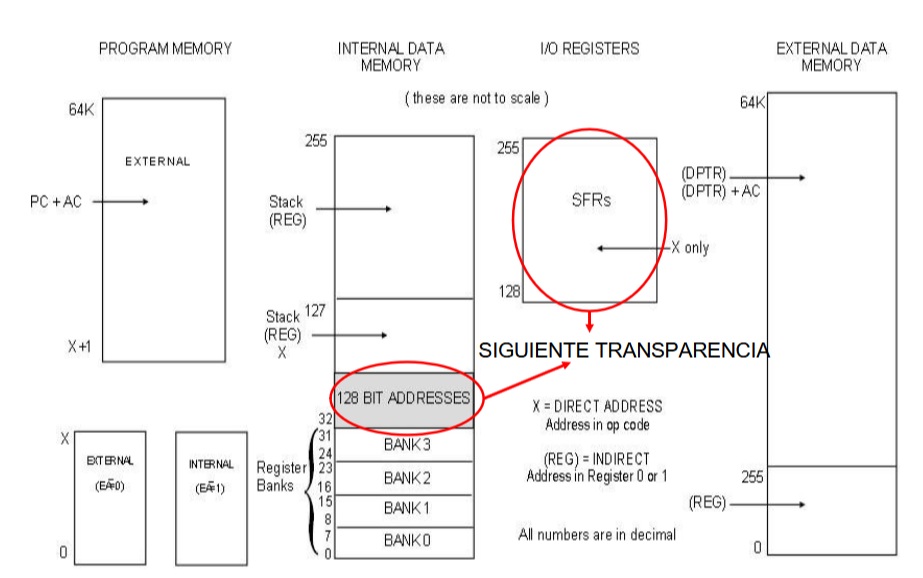 PROGRAM MEMORY
64K
EXTERNAL
PC + AC
X+1
X
EXTERNAL
(EA=0)
INTERNAL
(EA=1)
0
INTERNAL DATA
MEMORY
( these are not to scale )
255
Stack
(REG)
127
Stack
(REG)
X
128 BIT ADDRESSES
32
31
BANK 3
24
23
BANK 2
16
15
BANK 1
8
7
BANK 0
0
Register
Banks
I/O REGISTERS
255
SFRs
X only
128
SIGUIENTE TRANSPARENCIA
X = DIRECT ADDRESS
Address in op code
(REG) = INDIRECT
Address in Register 0 or 1
All numbers are in decimal
EXTERNAL DATA
MEMORY
64K
(DPTR)
(DPTR) + AC
255
(REG)
0